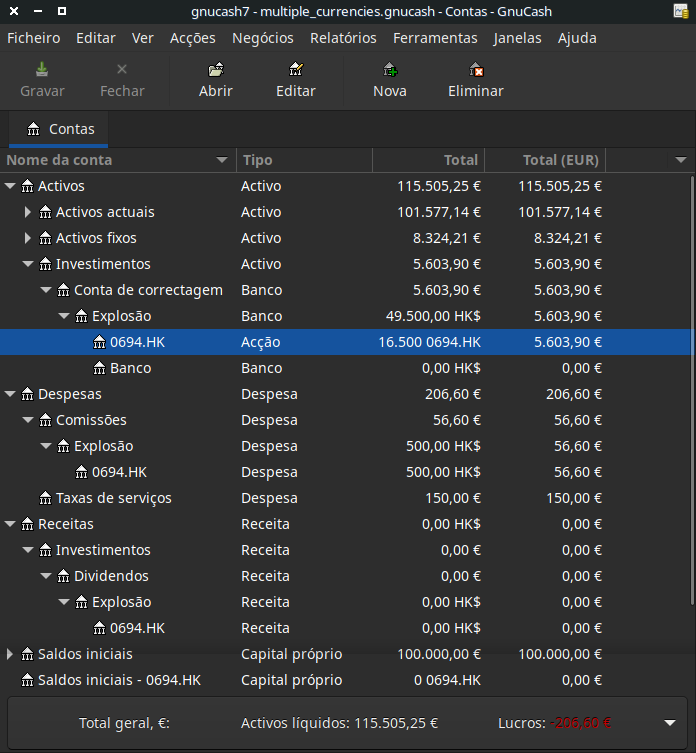 gnucash7 - multiple_currencies.gnucash - Contas - GnuCash
Ficheiro Editar Ver Acções Negócios Relatórios Ferramentas Janelas Ajuda
Gravar Fechar Abrir Editar Nova Eliminar
Contas
Nome da conta Tipo Total Total (EUR)
Activos Activo 115.505,25 € 115.505,25 €
Activos actuais Activo 101.577,14 € 101.577,14 €
Activos fixos Activo 8.324,21 € 8.324,21 €
Investimentos Activo 5.603,90 € 5.603,90 €
Conta de correctagem Banco 5.603,90 € 5.603,90 €
Explosão Banco 49.500,00 HK$ 5.603,90 €
0694.HK Acção 16.500 0694.HK 5.603,90 €
Banco Banco 0,00 HK$ 0,00 €
Despesas Despesa 206,60 € 206,60 €
Comissões Despesa 56,60 € 56,60 €
Explosão Despesa 500,00 HK$ 56,60 €
0694.HK Despesa 500,00 HK$ 56,60 €
Taxas de serviços Despesa 150,00 € 150,00 €
Receitas Receita 0,00 HK$ 0,00 €
Investimentos Receita 0,00 € 0,00 €
Dividendos Receita 0,00 € 0,00 €
Explosão Receita 0,00 HK$ 0,00 €
0694.HK Receita 0,00 HK$ 0,00 €
Saldos iniciais Capital próprio 100.000,00 € 100.000,00 €
Saldos iniciais - 0694.HK Capital próprio 0 0694.HK 0,00 €
Total geral, €: Activos líquidos: 115.505,25 € Lucros: -206,60 €